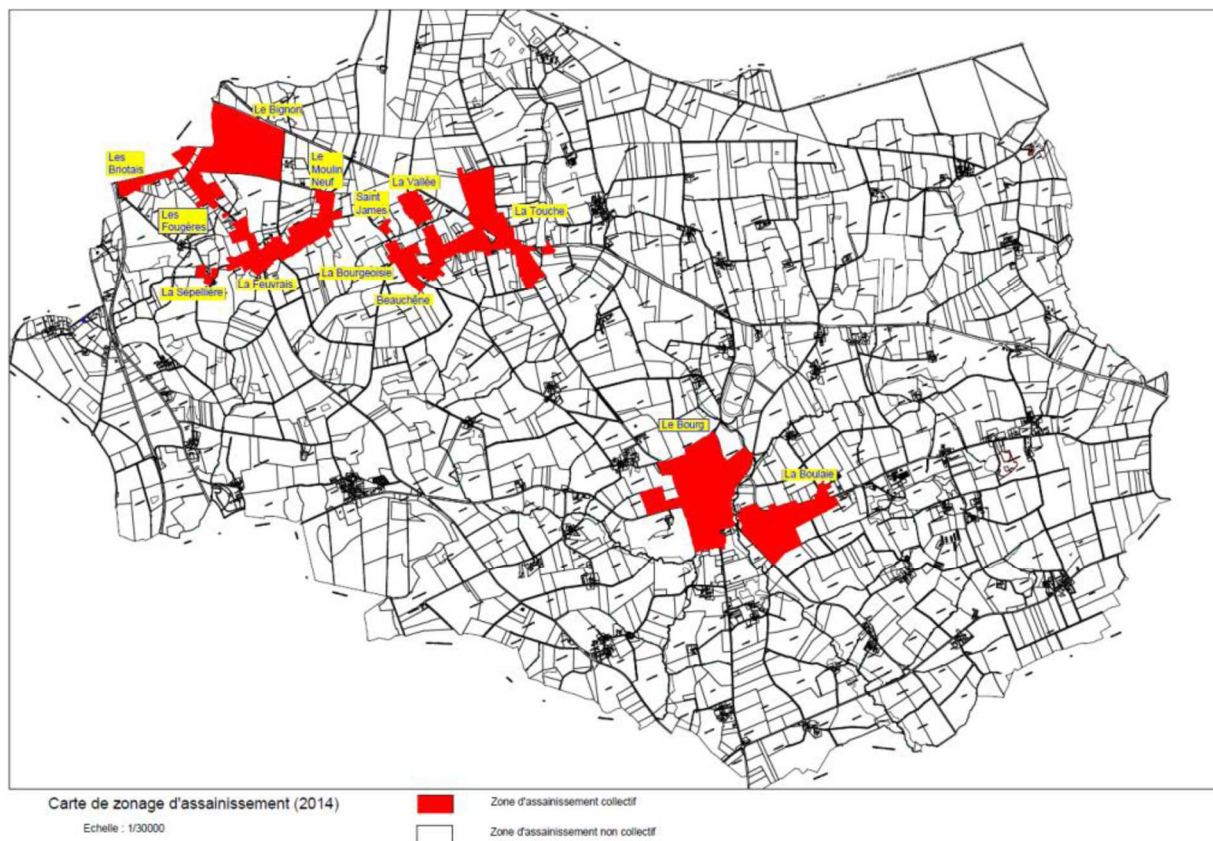 Le Bignon
Les
Briotais
Le
Moulin
Neuf
La Vallée
Saint
James
Les
Fougères
La Touche
La Bourgeoisie
La Sépellière
La Feuvrais
Beauchêne
Le Bourg
La Boulaie
Carte de zonage d'assainissement (2014)
Echelle : 1/30000
Zone d'assainissement collectif
Zone d'assainissement non collectif